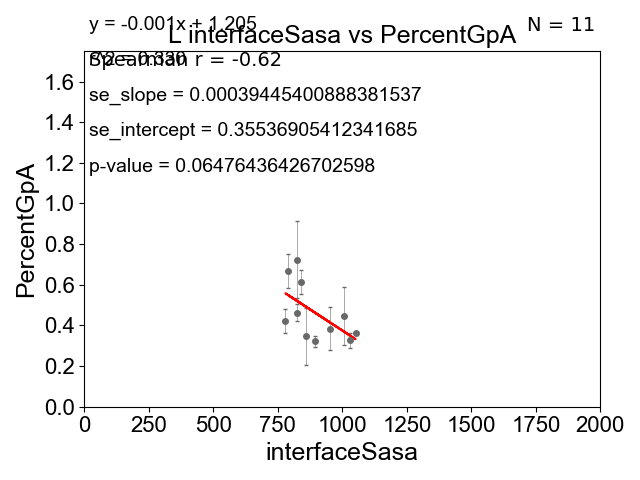 y = -0.001x + 1.205
N = 11
L interfaceSasa vs PercentGpA
Spearman r = -0.62
se_slope = 0.00039445400888381537
se_intercept = 0.35536905412341685
p-value = 0.06476436426702598
PercentGpA
1.6
1.4
1.2
1.0
0.8
0.6
0.4
0.2
0.0
0 250 500 750 1000 1250 1500 1750 2000
interfaceSasa